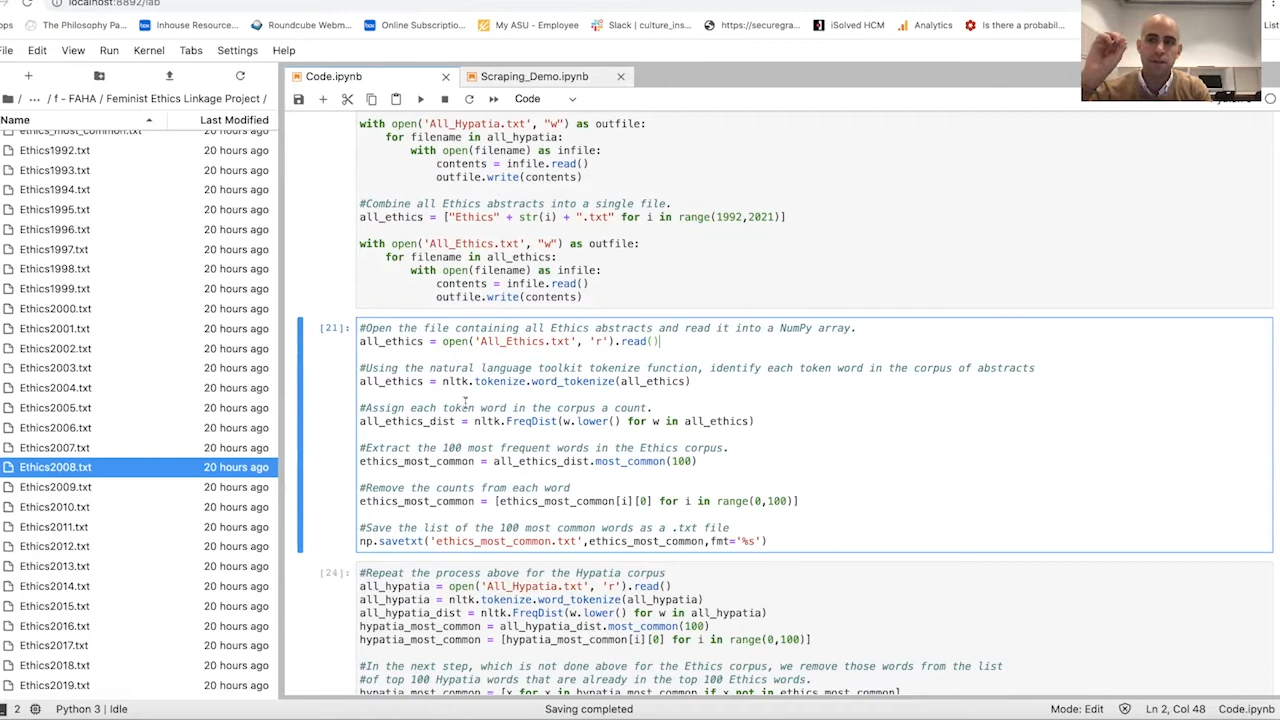 localhost:8892/lab
The Philosophy Pa...
Inhouse Resource...
Roundcube Webm...
Online Subscriptio...
My ASU - Employee
Slack | culture_ins...
https://securegra...
iSolved HCM
Analytics
Is there a probabil...
File Edit View Run Kernel Tabs Settings Help
Code.ipynb
Scraping_Demo.ipynb
/ ... / f - FAHA / Feminist Ethics Linkage Project /
Code
Name Last Modified
ethics_most_common.txt 20 hours ago
Ethics1992.txt 20 hours ago
Ethics1993.txt 20 hours ago
Ethics1994.txt 20 hours ago
Ethics1995.txt 20 hours ago
Ethics1996.txt 20 hours ago
Ethics1997.txt 20 hours ago
Ethics1998.txt 20 hours ago
Ethics1999.txt 20 hours ago
Ethics2000.txt 20 hours ago
Ethics2001.txt 20 hours ago
Ethics2002.txt 20 hours ago
Ethics2003.txt 20 hours ago
Ethics2004.txt 20 hours ago
Ethics2005.txt 20 hours ago
Ethics2006.txt 20 hours ago
Ethics2007.txt 20 hours ago
Ethics2008.txt 20 hours ago
Ethics2009.txt 20 hours ago
Ethics2010.txt 20 hours ago
Ethics2011.txt 20 hours ago
Ethics2012.txt 20 hours ago
Ethics2013.txt 20 hours ago
Ethics2014.txt 20 hours ago
Ethics2015.txt 20 hours ago
Ethics2016.txt 20 hours ago
Ethics2017.txt 20 hours ago
Ethics2018.txt 20 hours ago
Ethics2019.txt 20 hours ago
with open('All_Hypatia.txt', "w") as outfile:
for filename in all_hypatia:
with open(filename) as infile:
contents = infile.read()
outfile.write(contents)
#Combine all Ethics abstracts into a single file.
all_ethics = ["Ethics" + str(i) + ".txt" for i in range(1992,2021)]
with open('All_Ethics.txt', "w") as outfile:
for filename in all_ethics:
with open(filename) as infile:
contents = infile.read()
outfile.write(contents)
[21]: #Open the file containing all Ethics abstracts and read it into a NumPy array.
all_ethics = open('All_Ethics.txt', 'r').read()
#Using the natural language toolkit tokenize function, identify each token word in the corpus of abstracts
all_ethics = nltk.tokenize.word_tokenize(all_ethics)
#Assign each token word in the corpus a count.
all_ethics_dist = nltk.FreqDist(w.lower() for w in all_ethics)
#Extract the 100 most frequent words in the Ethics corpus.
ethics_most_common = all_ethics_dist.most_common(100)
#Remove the counts from each word
ethics_most_common = [ethics_most_common[i][0] for i in range(0,100)]
#Save the list of the 100 most common words as a .txt file
np.savetxt('ethics_most_common.txt',ethics_most_common,fmt='%s')
[24]: #Repeat the process above for the Hypatia corpus
all_hypatia = open('All_Hypatia.txt', 'r').read()
all_hypatia = nltk.tokenize.word_tokenize(all_hypatia)
all_hypatia_dist = nltk.FreqDist(w.lower() for w in all_hypatia)
hypatia_most_common = all_hypatia_dist.most_common(100)
hypatia_most_common = [hypatia_most_common[i][0] for i in range(0,100)]
#In the next step, which is not done above for the Ethics corpus, we remove those words from the list
#of top 100 Hypatia words that are already in the top 100 Ethics words.
hypatia_most_common = [x for x in hypatia_most_common if x not in ethics_most_common]
2 Python 3 | Idle Saving completed Mode: Edit Ln 2, Col 48 Code.ipynb